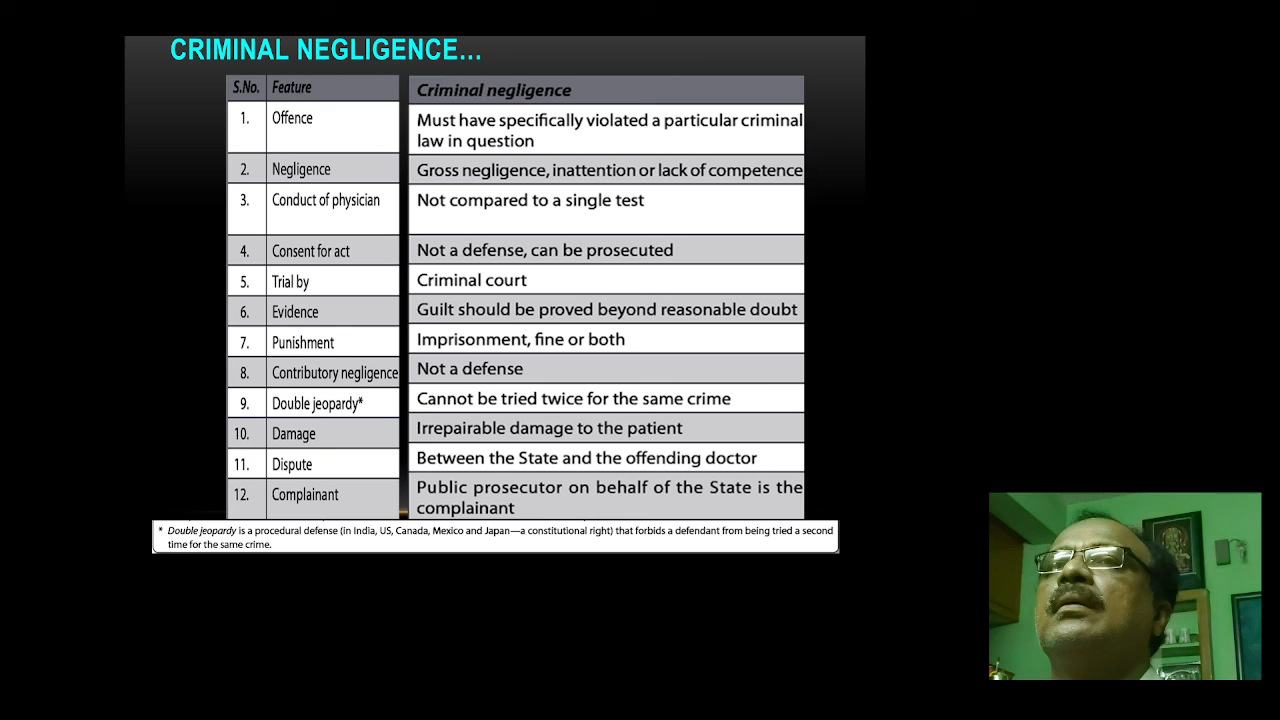 CRIMINAL NEGLIGENCE...
S.No. Feature Criminal negligence
1. Offence Must have specifically violated a particular criminal
law in question
2. Negligence Gross negligence, inattention or lack of competence
3. Conduct of physician Not compared to a single test
4. Consent for act Not a defense, can be prosecuted
5. Trial by Criminal court
6. Evidence Guilt should be proved beyond reasonable doubt
7. Punishment Imprisonment, fine or both
8. Contributory negligence Not a defense
9. Double jeopardy* Cannot be tried twice for the same crime
10. Damage Irrepairable damage to the patient
11. Dispute Between the State and the offending doctor
12. Complainant Public prosecutor on behalf of the State is the
complainant
* Double jeopardy is a procedural defense (in India, US, Canada, Mexico and Japan—a constitutional right) that forbids a defendant from being tried a second
time for the same crime.